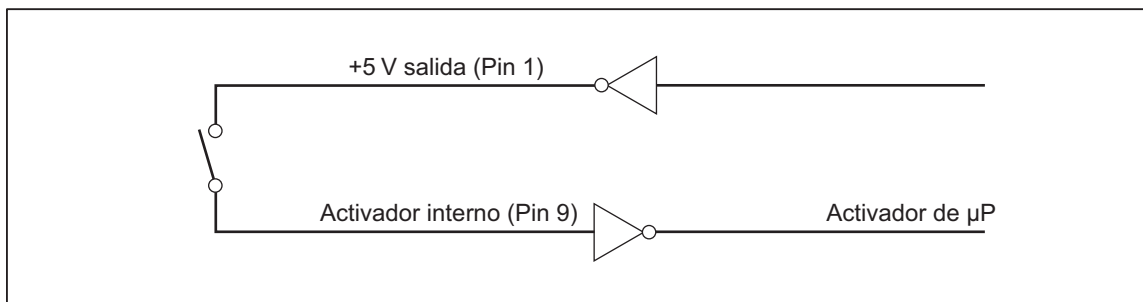 +5 V salida (Pin 1)
Activador interno (Pin 9)
Activador de µP